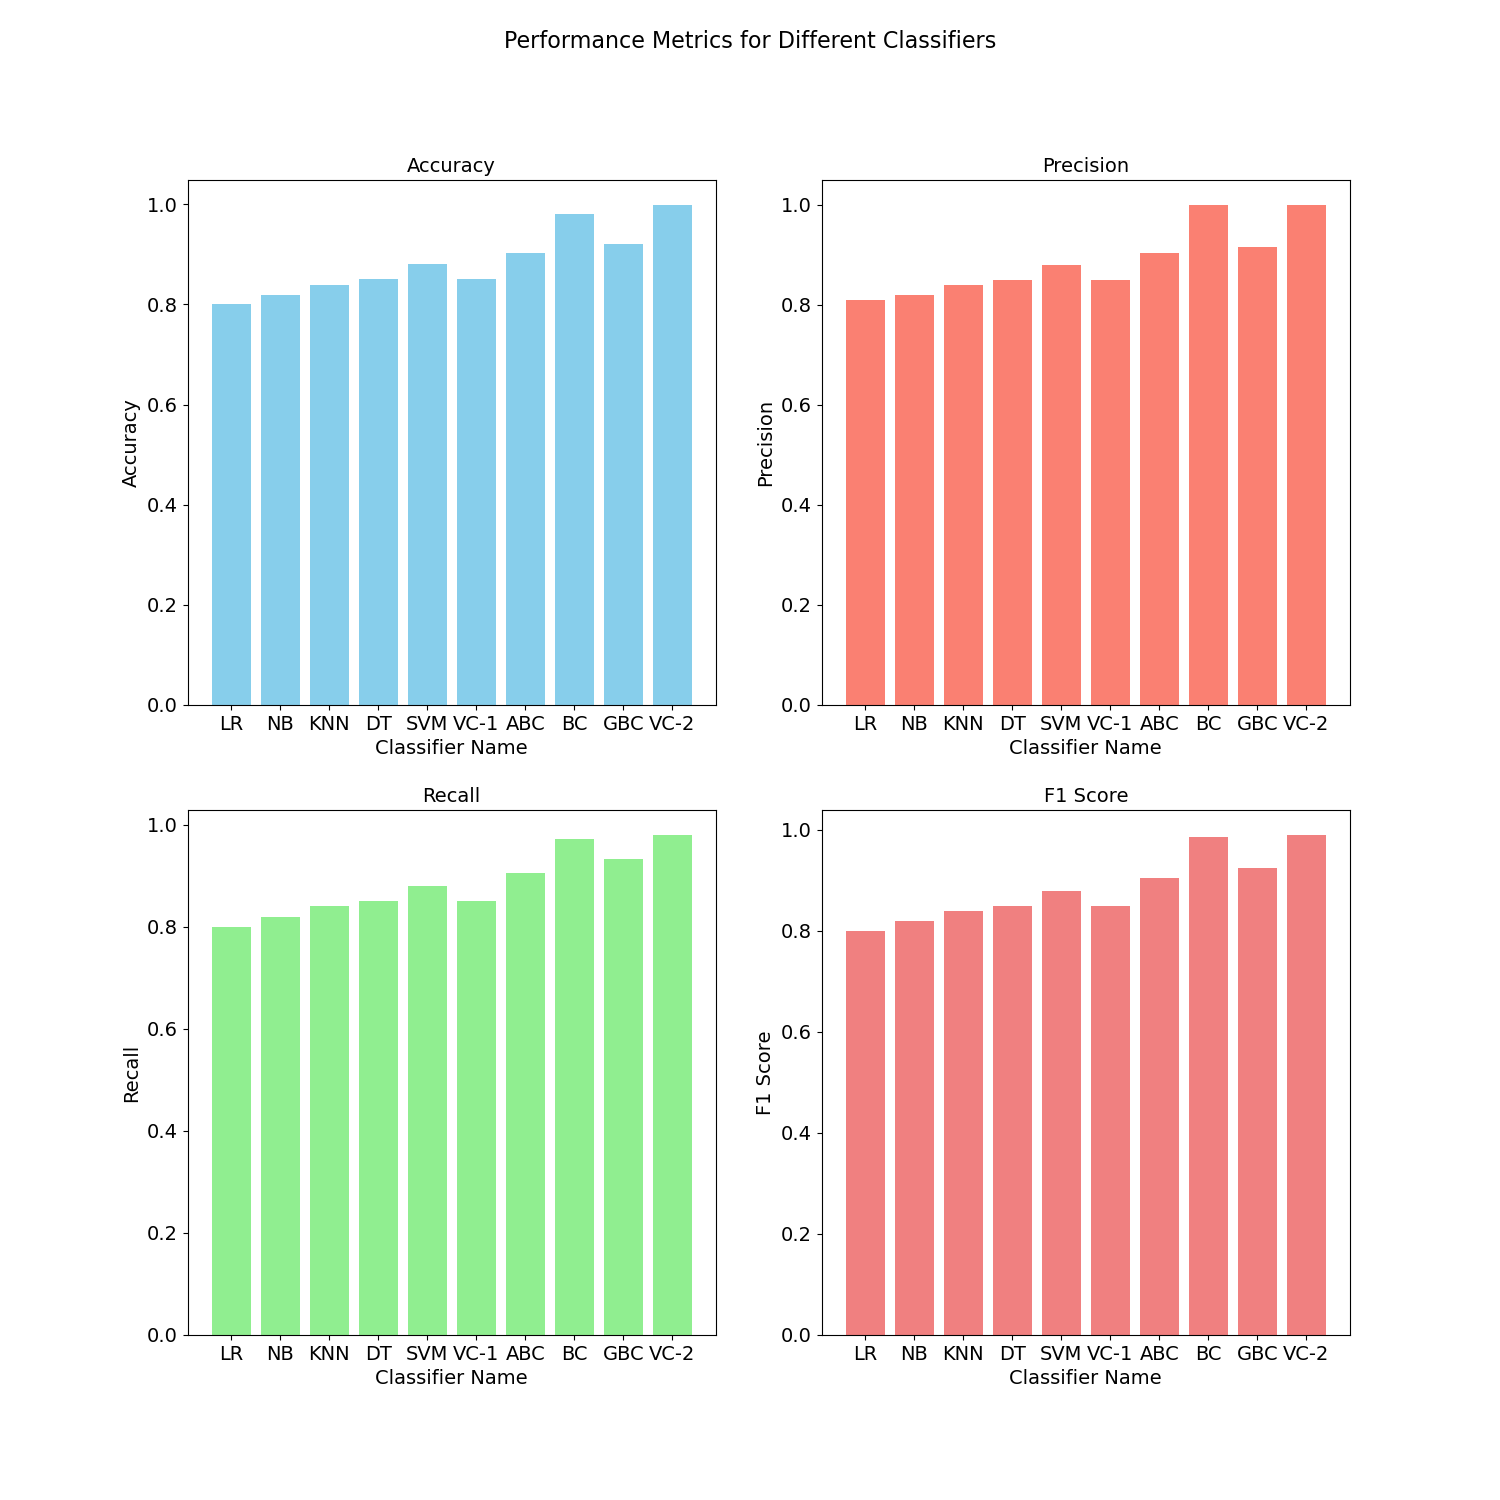 Performance Metrics for Different Classifiers
Accuracy
Accuracy
1.0
0.8
0.6
0.4
0.2
0.0
LR NB KNN DT SVM VC-1 ABC BC GBC VC-2
Classifier Name
Precision
Precision
1.0
0.8
0.6
0.4
0.2
0.0
LR NB KNN DT SVM VC-1 ABC BC GBC VC-2
Classifier Name
Recall
Recall
1.0
0.8
0.6
0.4
0.2
0.0
LR NB KNN DT SVM VC-1 ABC BC GBC VC-2
Classifier Name
F1 Score
F1 Score
1.0
0.8
0.6
0.4
0.2
0.0
LR NB KNN DT SVM VC-1 ABC BC GBC VC-2
Classifier Name